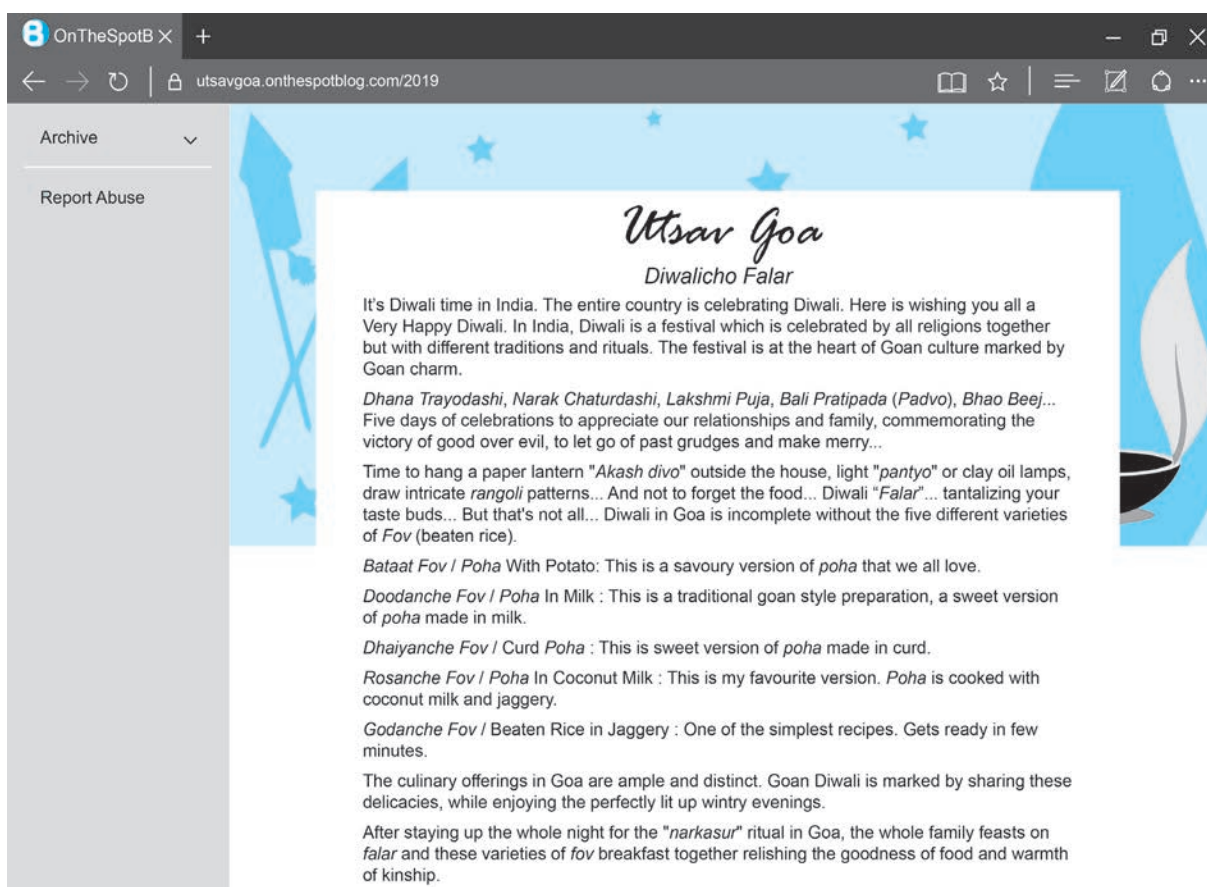 OnTheSpotB
utsavgoa.onthespotblog.com/2019
Archive
Report Abuse
Utsav Goa
Diwalicho Falar
It's Diwali time in India. The entire country is celebrating Diwali. Here is wishing you all a
Very Happy Diwali. In India, Diwali is a festival which is celebrated by all religions together
but with different traditions and rituals. The festival is at the heart of Goan culture marked by
Goan charm.
Dhana Trayodashi, Narak Chaturdashi, Lakshmi Puja, Bali Pratipada (Padvo), Bhao Beej...
Five days of celebrations to appreciate our relationships and family, commemorating the
victory of good over evil, to let go of past grudges and make merry...
Time to hang a paper lantern "Akash divo" outside the house, light "pantyo" or clay oil lamps,
draw intricate rangoli patterns... And not to forget the food... Diwali “Falar”... tantalizing your
taste buds... But that's not all... Diwali in Goa is incomplete without the five different varieties
of Fov (beaten rice).
Bataat Fov / Poha With Potato: This is a savoury version of poha that we all love.
Doodanche Fov / Poha In Milk : This is a traditional goan style preparation, a sweet version
of poha made in milk.
Dhaiyanche Fov / Curd Poha : This is sweet version of poha made in curd.
Rosanche Fov / Poha In Coconut Milk : This is my favourite version. Poha is cooked with
coconut milk and jaggery.
Godanche Fov / Beaten Rice in Jaggery : One of the simplest recipes. Gets ready in few
minutes.
The culinary offerings in Goa are ample and distinct. Goan Diwali is marked by sharing these
delicacies, while enjoying the perfectly lit up wintry evenings.
After staying up the whole night for the "narkasur" ritual in Goa, the whole family feasts on
falar and these varieties of fov breakfast together relishing the goodness of food and warmth
of kinship.